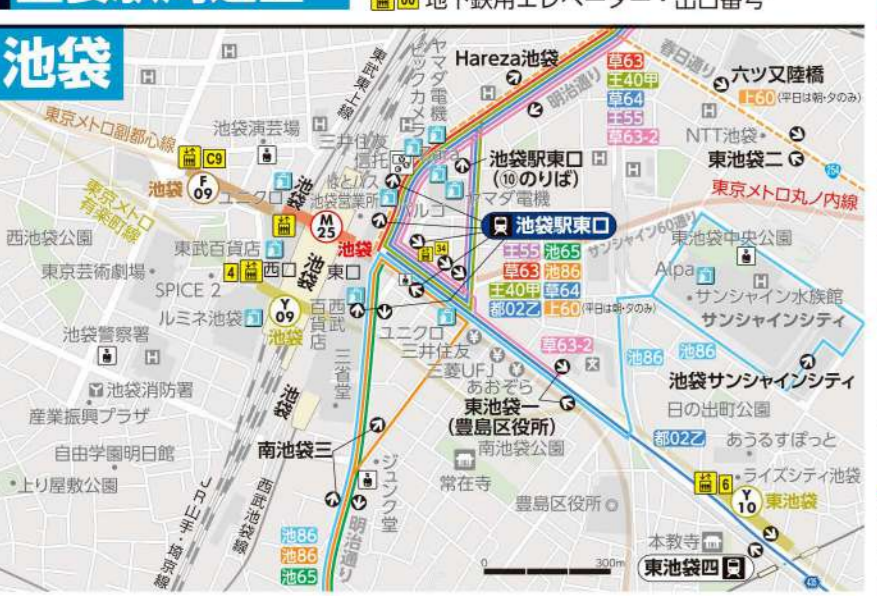 地下鉄用エレベーター・出口番号
池袋
Hareza池袋
明治通り
草63
王40甲
草64
王55
草63-2
春日通り
六ツ又陸橋
上60(平日は朝・夕のみ)
NTT池袋
東池袋二
254
東京メトロ丸ノ内線
東武東上線
ビックカメラ
ヤマダ電機
東京メトロ副都心線
池袋演芸場
C9
池袋
F
09
ユニクロ
三井住友
信託
はとバス
池袋営業所
パルコ
池袋駅東口
(⑩のりば)
ヤマダ電機
池袋駅東口
王55 池65
草63 池86
王40甲 草64
都02乙 上60(平日は朝・夕のみ)
サンシャイン60通り
東京メトロ
有楽町線
池袋
M
25
池袋
34
西池袋公園
東武百貨店
東京芸術劇場
4
西口
池袋
東口
SPICE 2
ルミネ池袋
Y
09
池袋
西武
百貨店
三省堂
ユニクロ
三井住友
三菱UFJ
あおぞら
草63-2
東池袋一
(豊島区役所)
東池袋中央公園
Alpa
サンシャイン水族館
サンシャインシティ
池86
池86
池袋サンシャインシティ
日の出町公園
都02乙
あうるすぽっと
6
ライズシティ池袋
Y
10
東池袋
池袋警察署
池袋消防署
産業振興プラザ
自由学園明日館
上り屋敷公園
池袋
南池袋三
JR山手・埼京線
西武池袋線
ジュンク堂
明治通り
池86
池86
池65
南池袋公園
常在寺
豊島区役所
本教寺
東池袋四
0
300m
435